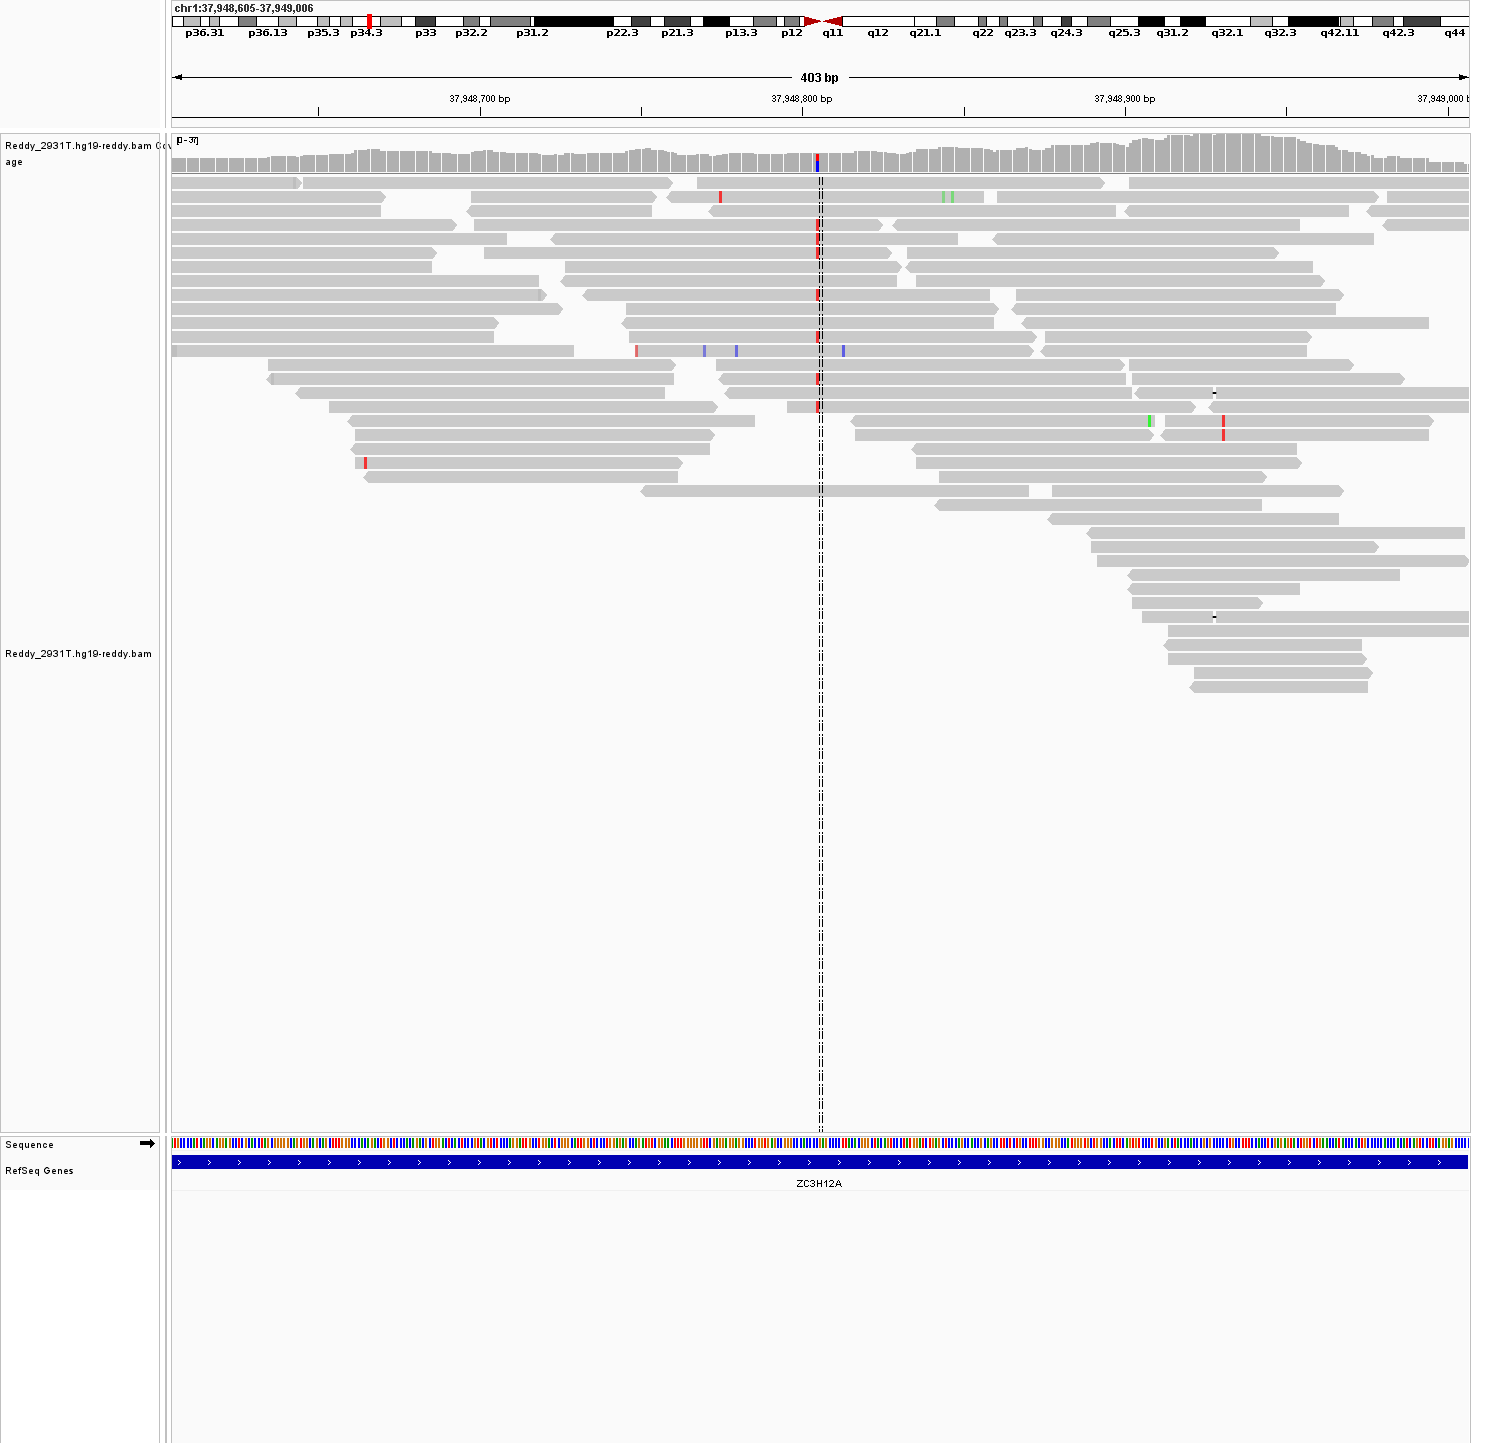 chr1:37,948,605-37,949,006
p36.31 p36.13 p35.3 p34.3 p33 p32.2 p31.2 p22.3 p21.3 p13.3 p12 q11 q12 q21.1 q22 q23.3 q24.3 q25.3 q31.2 q32.1 q32.3 q42.11 q42.3 q44
403 bp
37,948,700 bp 37,948,800 bp 37,948,900 bp 37,949,000 b
Reddy_2931T.hg19-reddy.bam Cov
age
[0-37]
Reddy_2931T.hg19-reddy.bam
Sequence
RefSeq Genes
ZC3H12A